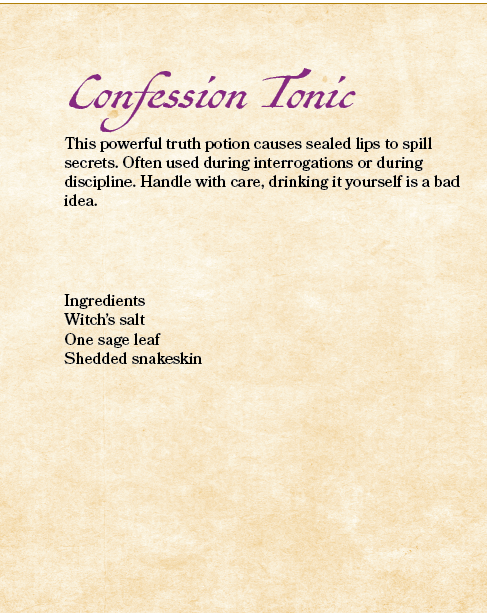 Confession Tonic
This powerful truth potion causes sealed lips to spill
secrets. Often used during interrogations or during
discipline. Handle with care, drinking it yourself is a bad
idea.
Ingredients
Witch's salt
One sage leaf
Shedded snakeskin